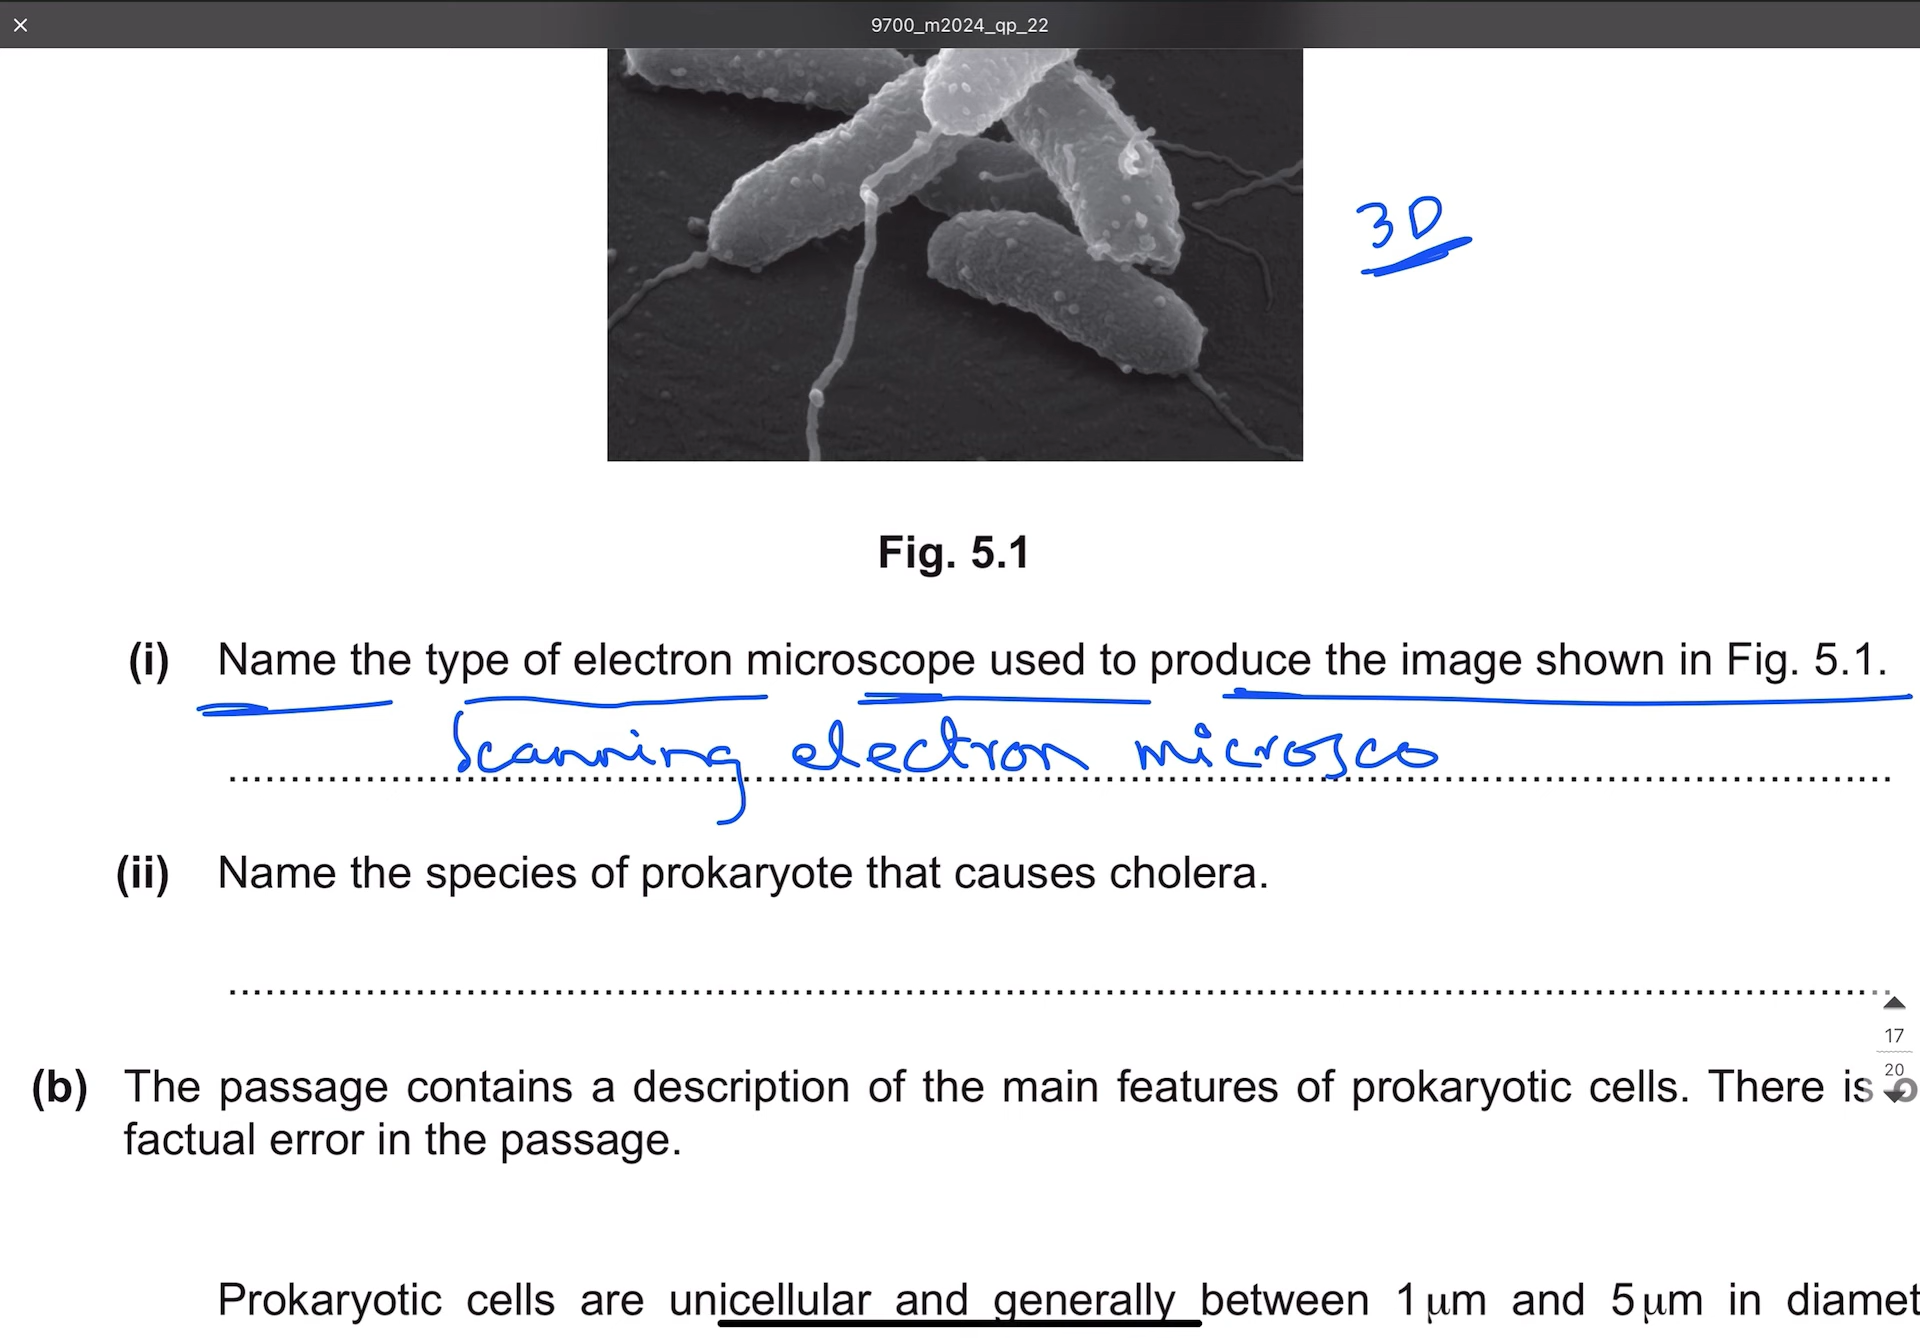 9700_m2024_qp_22
3D
Fig. 5.1
(i) Name the type of electron microscope used to produce the image shown in Fig. 5.1.
Scanning electron microsco
(ii) Name the species of prokaryote that causes cholera.
17
20
(b) The passage contains a description of the main features of prokaryotic cells. There is
factual error in the passage.
Prokaryotic cells are unicellular and generally between 1 μm and 5 μm in diamet